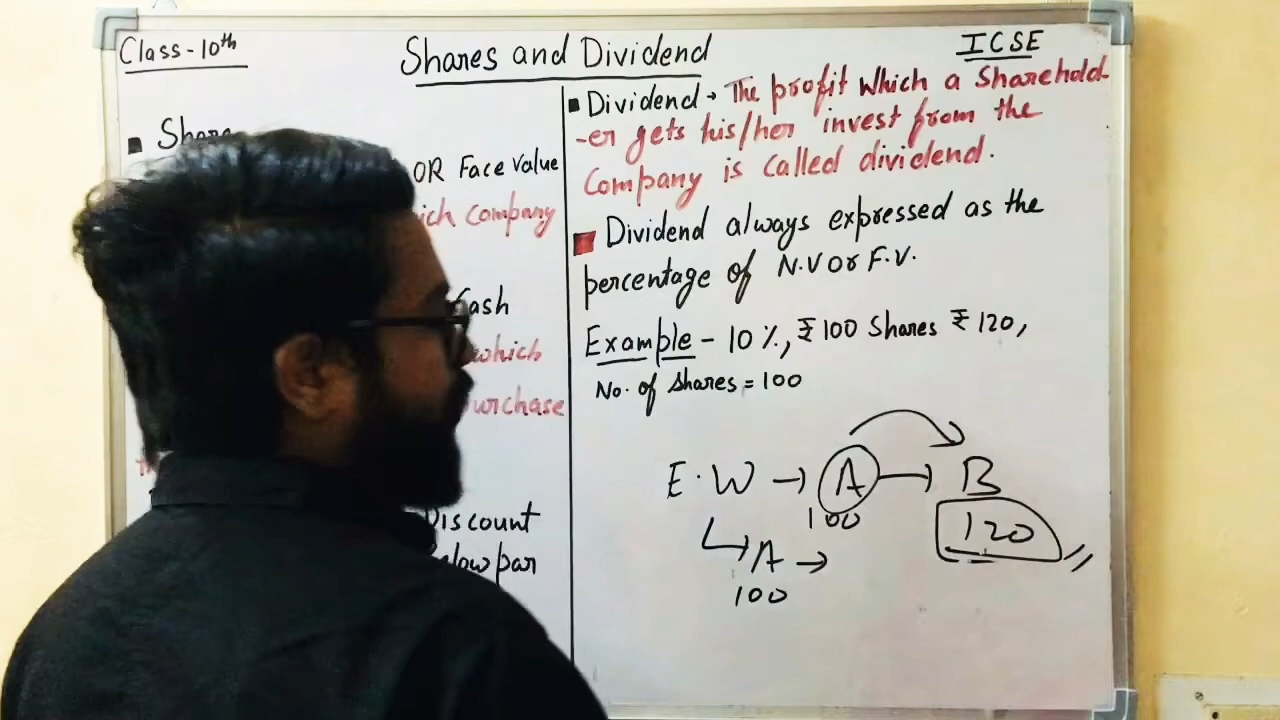 Class-10th
Shares and Dividend
ICSE
Share
OR Face Value
ich company
Cash
which
urchase
Discount
elow par
Dividend → The profit which a Sharehold-
-er gets his/her invest from the
Company is called dividend.
Dividend always expressed as the
percentage of N.V or F.V.
Example - 10 %, ₹ 100 Shares ₹ 120,
No. of shares = 100
E.W → A → B
100
120
A →
100